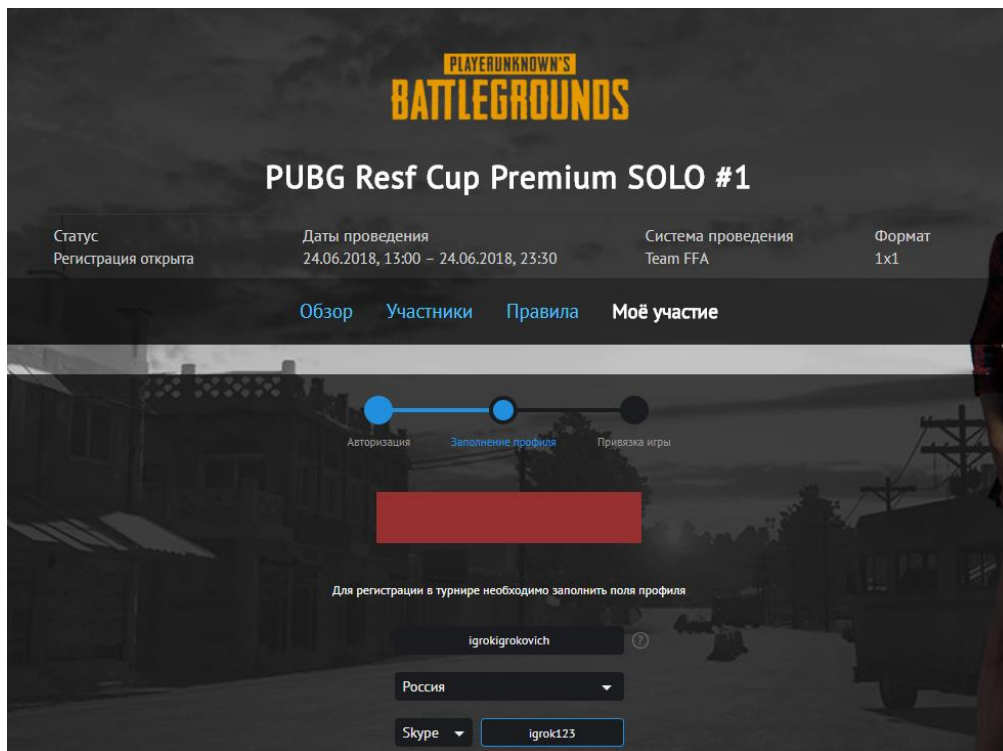 PLAYERUNKNOWN'S
BATTLEGROUNDS
PUBG Resf Cup Premium SOLO #1
Статус
Регистрация открыта
Даты проведения
24.06.2018, 13:00 – 24.06.2018, 23:30
Система проведения
Team FFA
Формат
1x1
Обзор Участники Правила Моё участие
Авторизация Заполнение профиля Привязка игры
Для регистрации в турнире необходимо заполнить поля профиля
igrokigrokovich ?
Россия
Skype igrok123